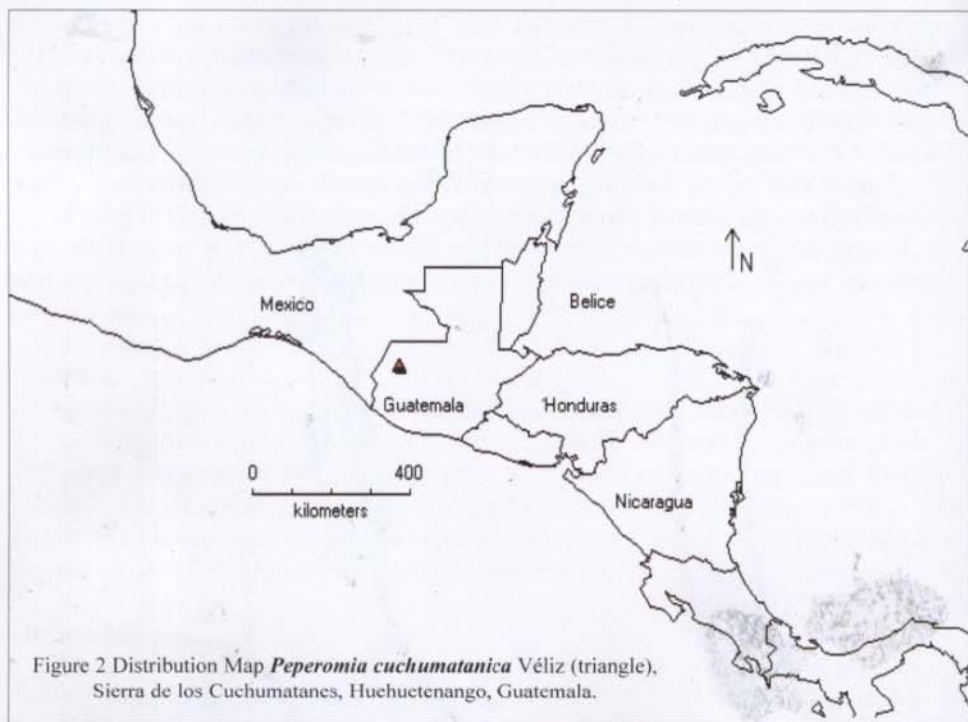 N
Mexico
Belice
Guatemala
Honduras
0 400
kilometers
Nicaragua
Figure 2 Distribution Map Peperomia cuchumatanica Véliz (triangle),
Sierra de los Cuchumatanes, Huehuetenango, Guatemala.